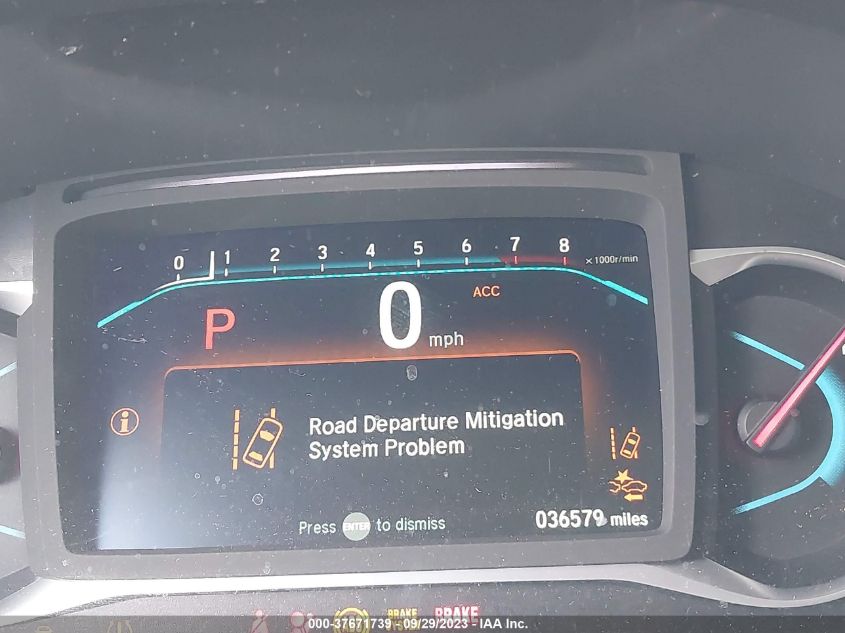 0 1 2 3 4 5 6 7 8 x 1000r/min
P 0 mph ACC
Road Departure Mitigation
System Problem
Press ENTER to dismiss
036579 miles
BRAKE
SYSTEM
BRAKE
000-37671739 - 09/29/2023 - IAA Inc.